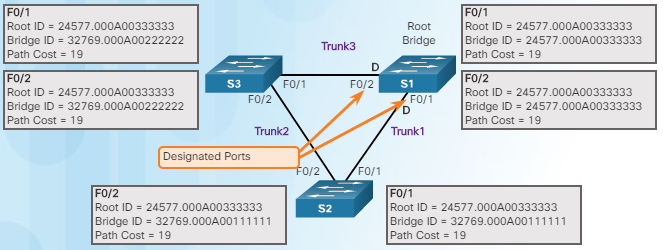 F0/1
Root ID = 24577.000A00333333
Bridge ID = 32769.000A00222222
Path Cost = 19
F0/2
Root ID = 24577.000A00333333
Bridge ID = 32769.000A00222222
Path Cost = 19
Root
Bridge
Trunk3
D
S3
F0/1
F0/2
S1
F0/2
F0/1
D
F0/1
Root ID = 24577.000A00333333
Bridge ID = 24577.000A00333333
Path Cost = 19
F0/2
Root ID = 24577.000A00333333
Bridge ID = 24577.000A00333333
Path Cost = 19
Trunk2
Trunk1
Designated Ports
F0/2
F0/1
S2
F0/2
Root ID = 24577.000A00333333
Bridge ID = 32769.000A00111111
Path Cost = 19
F0/1
Root ID = 24577.000A00333333
Bridge ID = 32769.000A00111111
Path Cost = 19